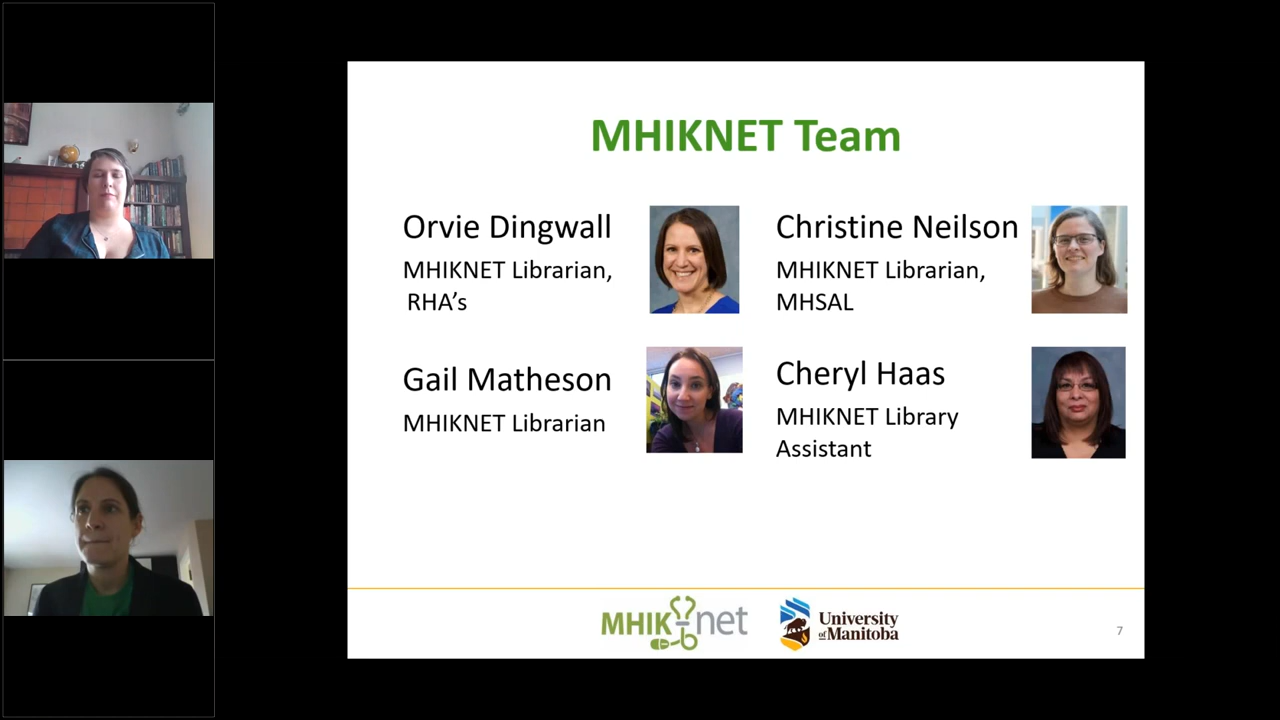 MHIKNET Team
Orvie Dingwall
MHIKNET Librarian,
RHA’s
Christine Neilson
MHIKNET Librarian,
MHSAL
Gail Matheson
MHIKNET Librarian
Cheryl Haas
MHIKNET Library
Assistant
MHIK net
University
of Manitoba
7